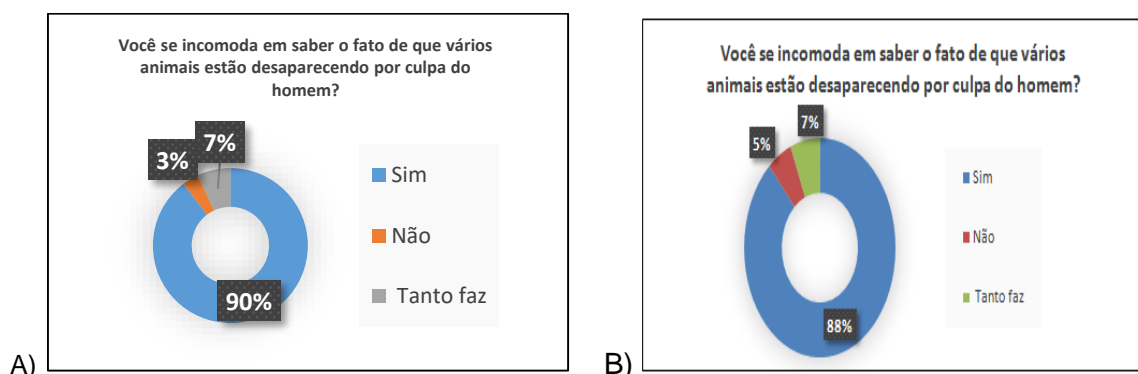 Você se incomoda em saber o fato de que vários
animais estão desaparecendo por culpa do
homem?
3%
7%
90%
Sim
Não
Tanto faz
A)
Você se incomoda em saber o fato de que vários
animais estão desaparecendo por culpa do homem?
5%
7%
88%
Sim
Não
Tanto faz
B)